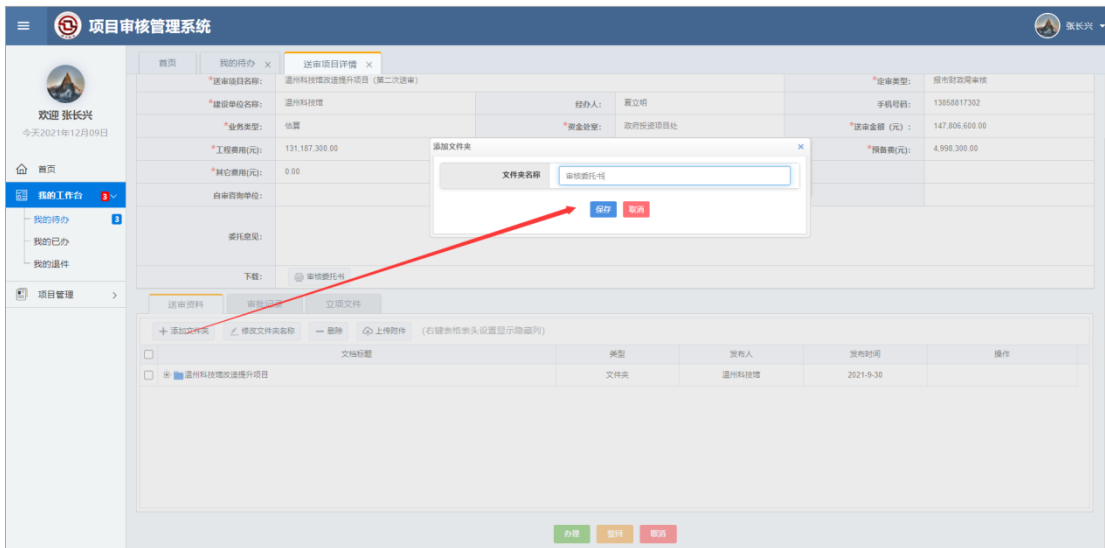 项目审核管理系统
张长兴
欢迎 张长兴
今天2021年12月09日
首页
我的工作台 3
我的待办 3
我的已办
我的退件
项目管理
首页 我的待办 × 送审项目详情 ×
*送审项目名称: 温州科技馆改造提升项目(第二次送审) *定审类型: 报市财政局审核
*建设单位名称: 温州科技馆 经办人: 夏立明 手机号码: 13858817302
*业务类型: 估算 *资金处室: 政府投资项目处 *送审金额(元): 147,806,600.00
*工程费用(元): 131,187,300.00 *预备费(元): 4,998,300.00
*其它费用(元): 0.00
自审咨询单位:
委托意见:
下载: 审核委托书
添加文件夹 ×
文件夹名称 审核委托书
保存 取消
送审资料 审批记录 立项文件
+ 添加文件夹 修改文件夹名称 — 删除 上传附件 (右键表格表头设置显示隐藏列)
文档标题 类型 发布人 发布时间 操作
温州科技馆改造提升项目 文件夹 温州科技馆 2021-9-30
办理 取消